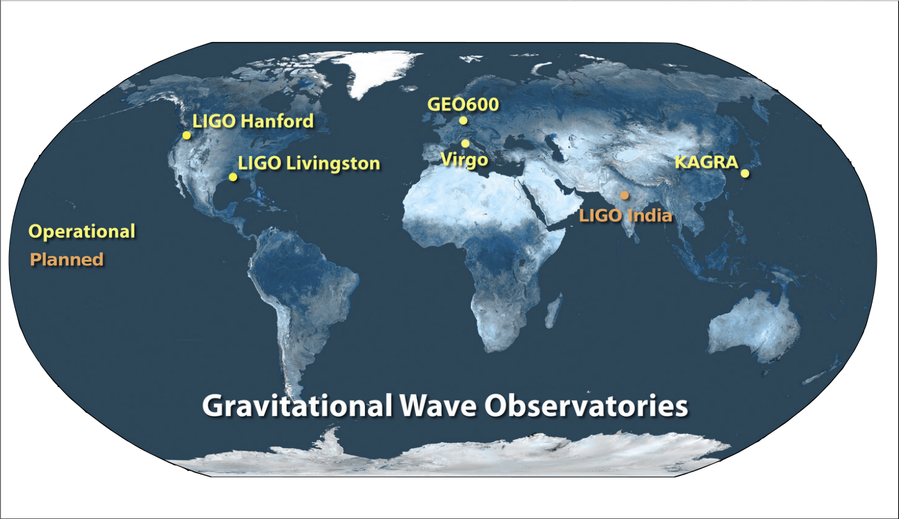 GEO600
LIGO Hanford
LIGO Livingston
Virgo
KAGRA
LIGO India
Operational
Planned
Gravitational Wave Observatories